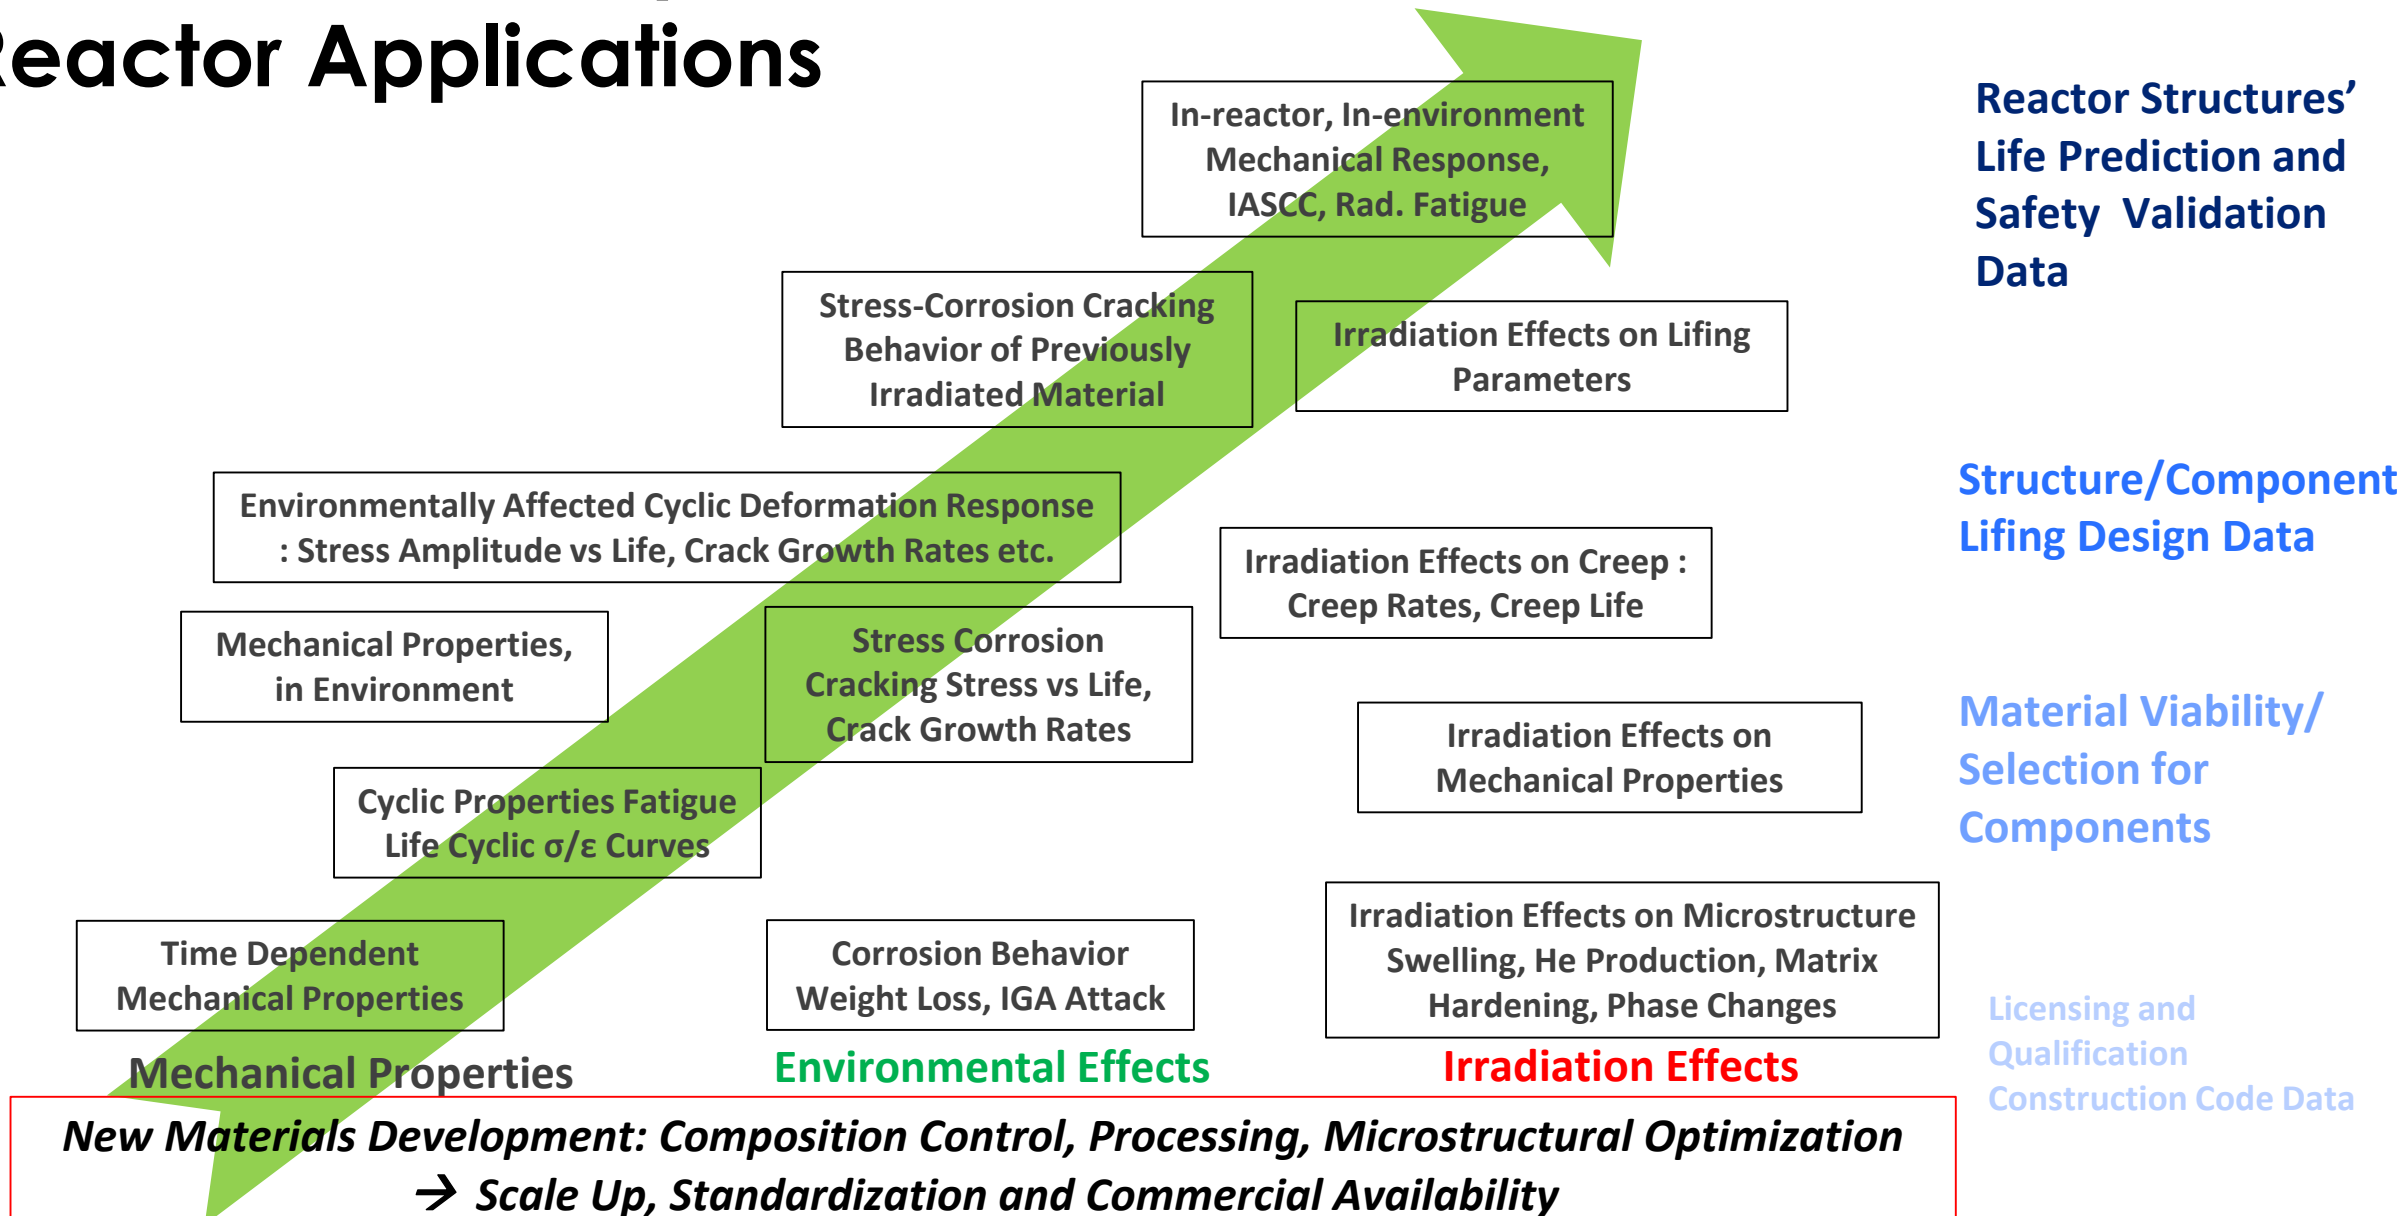 Reactor Applications
In-reactor, In-environment
Mechanical Response,
IASCC, Rad. Fatigue
Reactor Structures’
Life Prediction and
Safety Validation
Data
Stress-Corrosion Cracking
Behavior of Previously
Irradiated Material
Irradiation Effects on Lifing
Parameters
Environmentally Affected Cyclic Deformation Response
: Stress Amplitude vs Life, Crack Growth Rates etc.
Structure/Component
Lifing Design Data
Irradiation Effects on Creep :
Creep Rates, Creep Life
Mechanical Properties,
in Environment
Stress Corrosion
Cracking Stress vs Life,
Crack Growth Rates
Irradiation Effects on
Mechanical Properties
Material Viability/
Selection for
Components
Cyclic Properties Fatigue
Life Cyclic σ/ε Curves
Time Dependent
Mechanical Properties
Corrosion Behavior
Weight Loss, IGA Attack
Irradiation Effects on Microstructure
Swelling, He Production, Matrix
Hardening, Phase Changes
Licensing and
Qualification
Construction Code Data
Mechanical Properties
Environmental Effects
Irradiation Effects
New Materials Development: Composition Control, Processing, Microstructural Optimization
→ Scale Up, Standardization and Commercial Availability